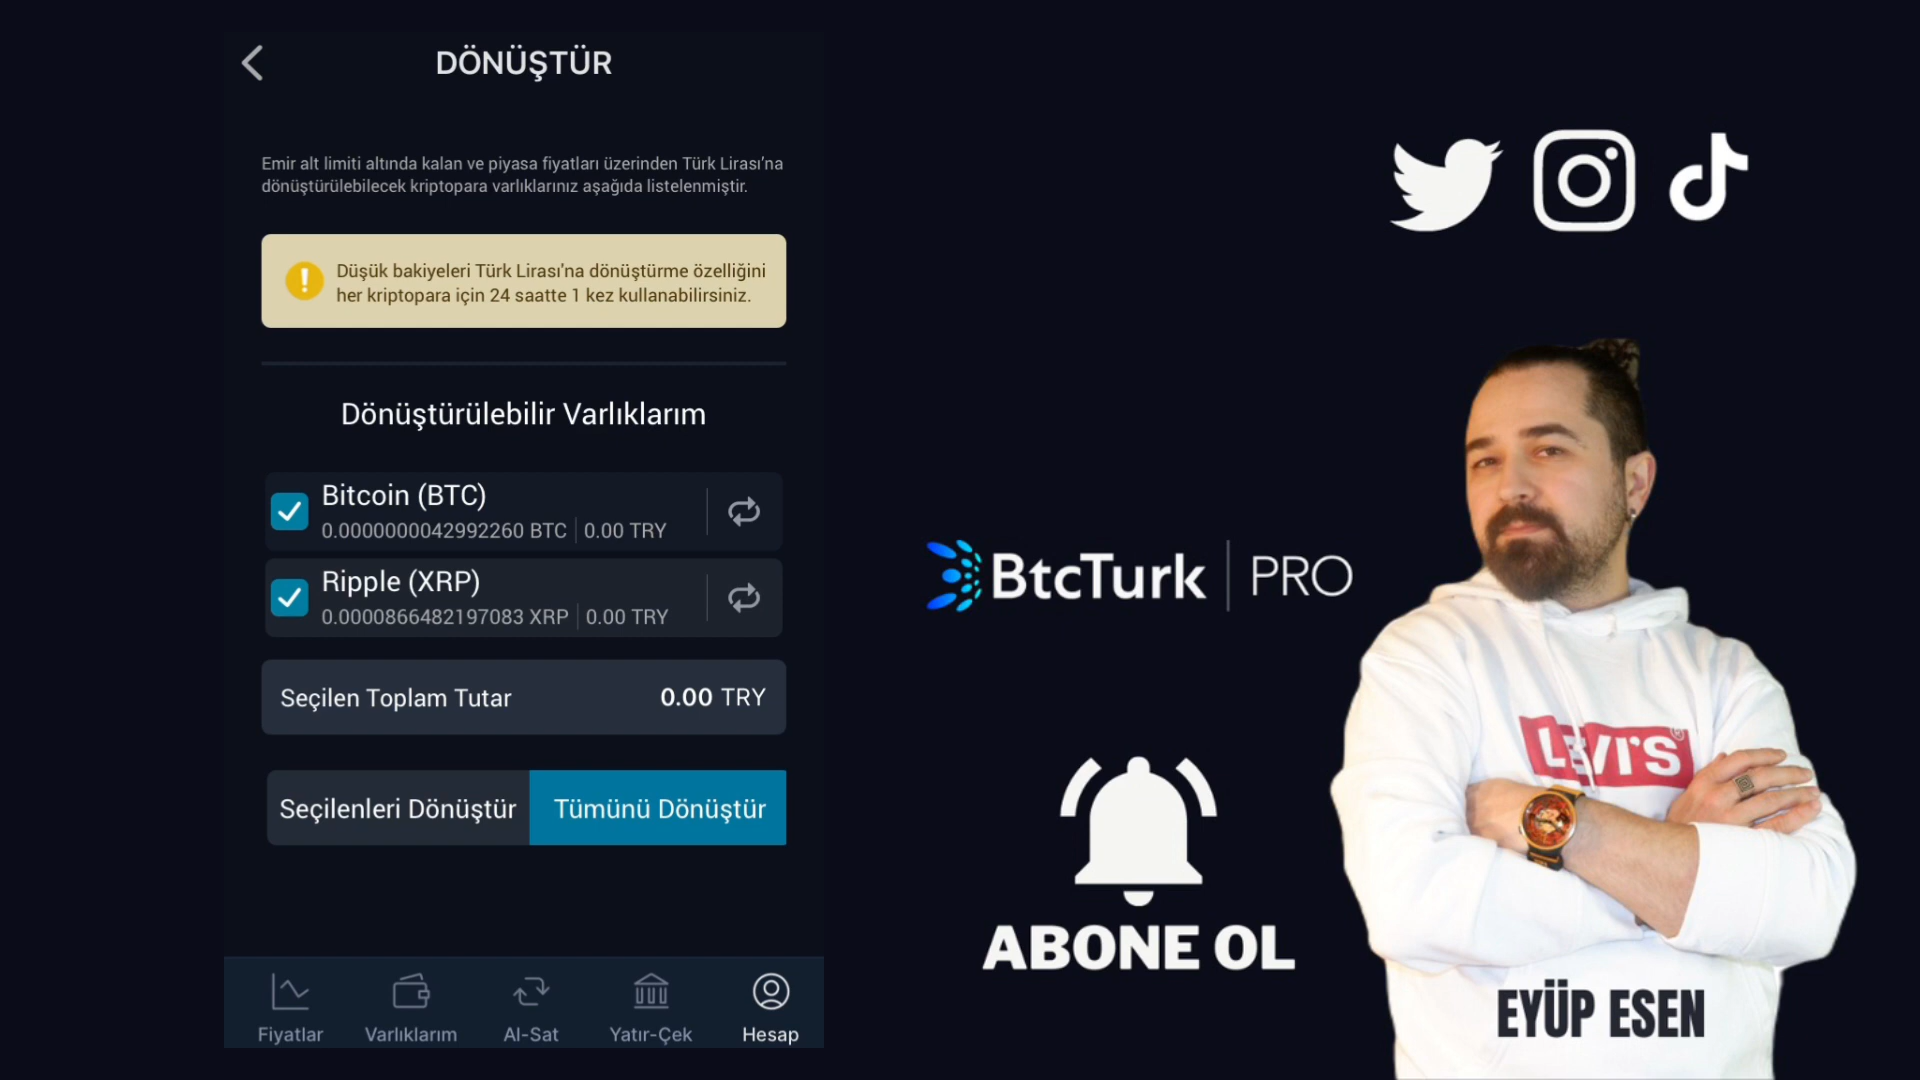 DÖNÜŞTÜR
Emir alt limiti altında kalan ve piyasa fiyatları üzerinden Türk Lirası'na
dönüştürülebilecek kriptopara varlıklarınız aşağıda listelenmiştir.
Düşük bakiyeleri Türk Lirası'na dönüştürme özelliğini
her kriptopara için 24 saatte 1 kez kullanabilirsiniz.
Dönüştürülebilir Varlıklarım
Bitcoin (BTC)
0.0000000042992260 BTC | 0.00 TRY
Ripple (XRP)
0.0000866482197083 XRP | 0.00 TRY
Seçilen Toplam Tutar 0.00 TRY
Seçilenleri Dönüştür Tümünü Dönüştür
Fiyatlar Varlıklarım Al-Sat Yatır-Çek Hesap
BtcTurk | PRO
ABONE OL
LEVI'S®
EYÜP ESEN